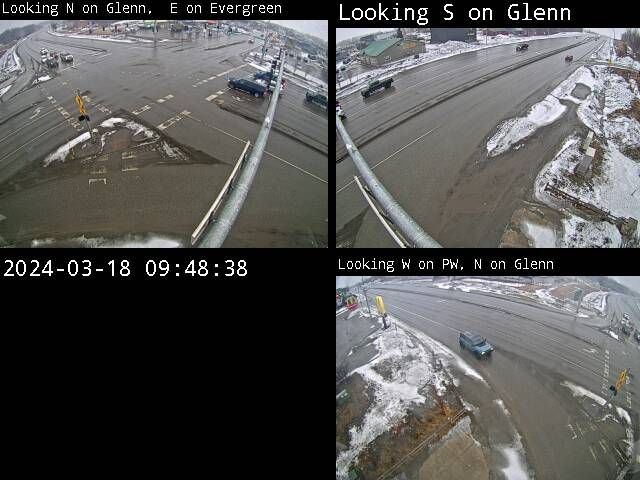 Looking N on Glenn,  E on Evergreen
Looking S on Glenn
2024-03-18 09:48:38
Looking W on PW, N on Glenn